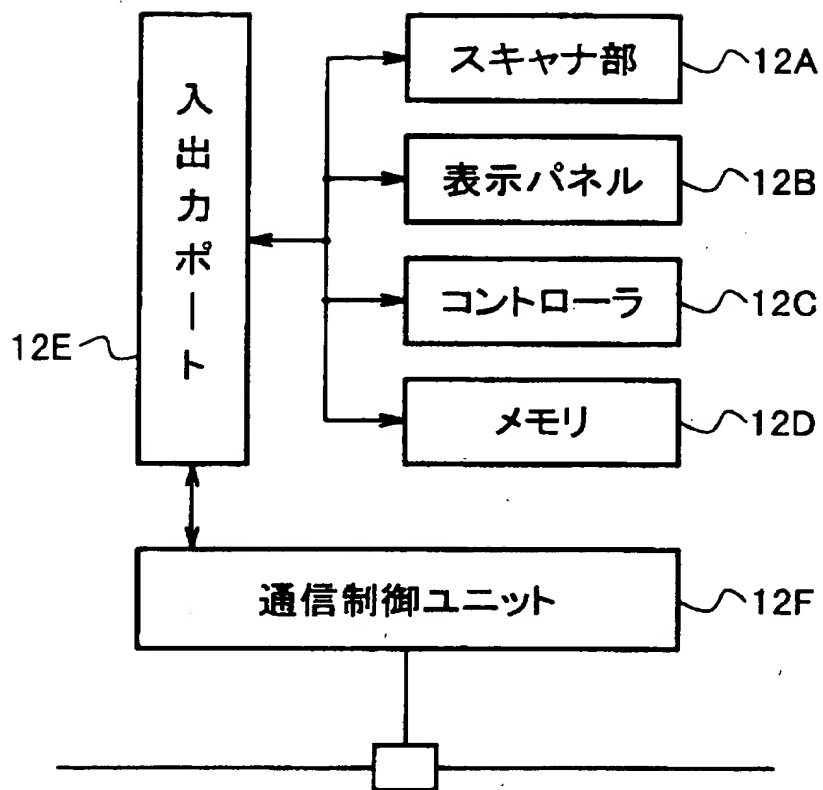 スキャナ部
12A
入出力ポート
表示パネル
12B
コントローラ
12C
12E
メモリ
12D
通信制御ユニット
12F